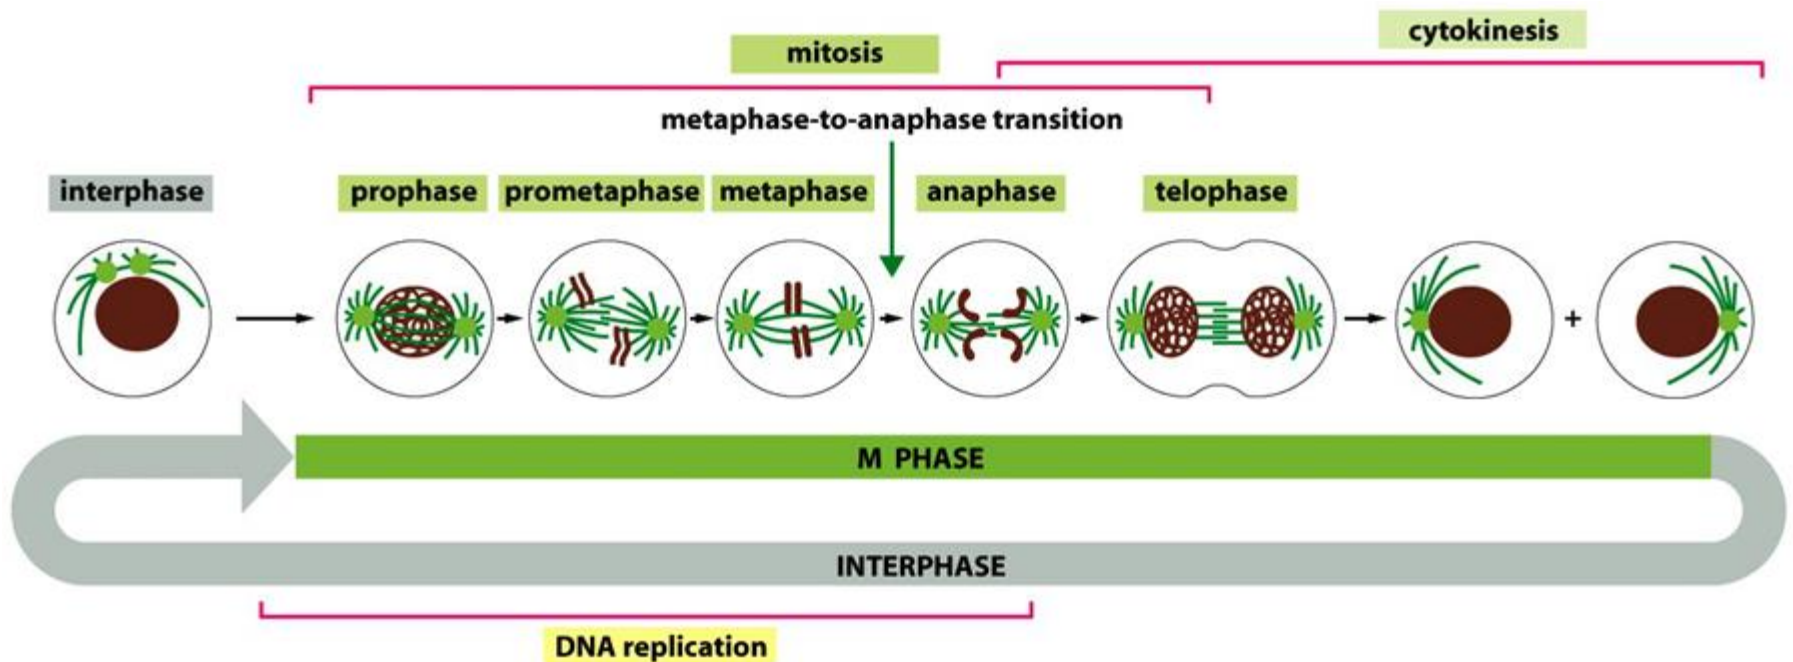 cytokinesis
mitosis
metaphase-to-anaphase transition
interphase
prophase
prometaphase
metaphase
anaphase
telophase
+
M PHASE
INTERPHASE
DNA replication